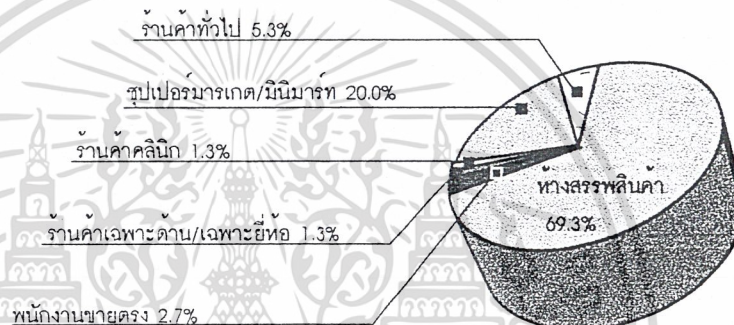 ร้านค้าทั่วไป 5.3%
ซุปเปอร์มารเกต/มินิมาร์ท 20.0%
ร้านค้าคลินิก 1.3%
ห้างสรรพสินค้า
69.3%
ร้านค้าเฉพาะด้าน/เฉพาะยี่ห้อ 1.3%
พนักงานขายตรง 2.7%